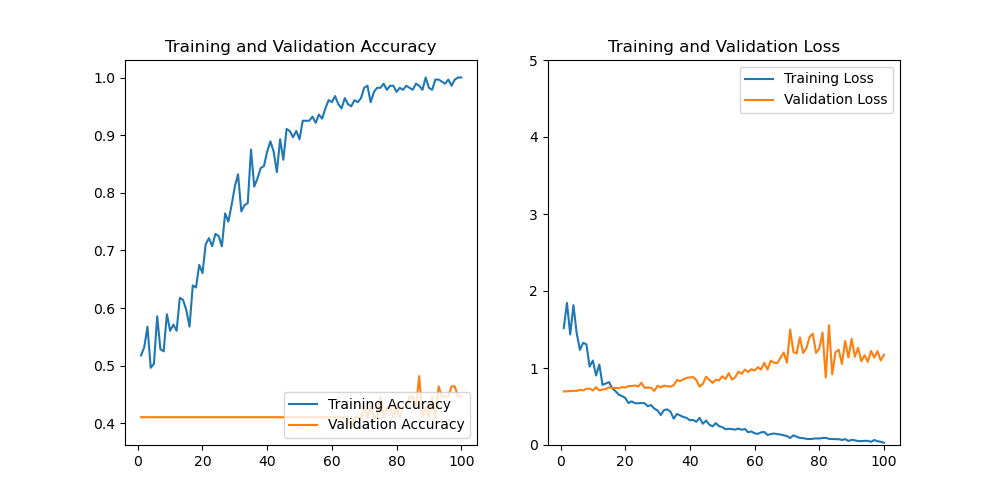 Training and Validation Accuracy
1.0
0.9
0.8
0.7
0.6
0.5
0.4
Training Accuracy
Validation Accuracy
0 20 40 60 80 100
Training and Validation Loss
5
4
3
2
1
0
Training Loss
Validation Loss
0 20 40 60 80 100